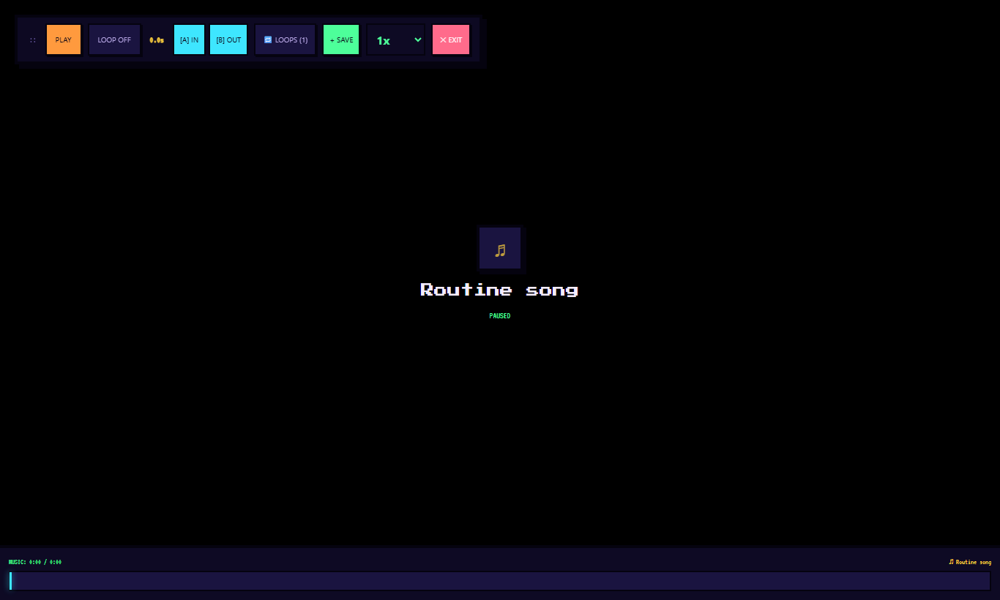 PLAY LOOP OFF 0.0s [A] IN [B] OUT LOOPS (1) + SAVE 1x EXIT
Routine song
PAUSED
MUSIC: 0:00 / 0:00 Routine song